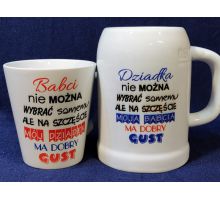 Babci
nie MOŻNA
WYBRAĆ samemu
ALE NA SZCZĘŚCIE
MÓJ DZIADEK
MA DOBRY
GUST
Dziadka
nie MOŻNA
WYBRAĆ samemu
ALE NA SZCZĘŚCIE
MOJA BABCIA
MA DOBRY
GUST